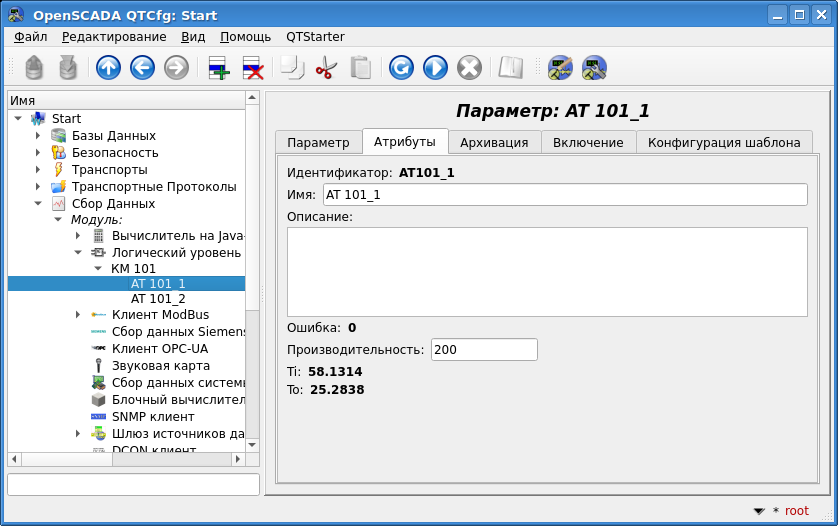 OpenSCADA QTCfg: Start
Файл Редактирование Вид Помощь QTStarter
Имя
Start
Базы Данных
Безопасность
Транспорты
Транспортные Протоколы
Сбор Данных
Модуль:
Вычислитель на Java-
Логический уровень
КМ 101
AT 101_1
AT 101_2
Клиент ModBus
Сбор данных Siemens
Клиент OPC-UA
Звуковая карта
Сбор данных системы
Блочный вычислител
SNMP клиент
Шлюз источников да
DCON клиент
Параметр: AT 101_1
Параметр Атрибуты Архивация Включение Конфигурация шаблона
Идентификатор: AT101_1
Имя: AT 101_1
Описание:
Ошибка: 0
Производительность: 200
Ti: 58.1314
To: 25.2838
* root